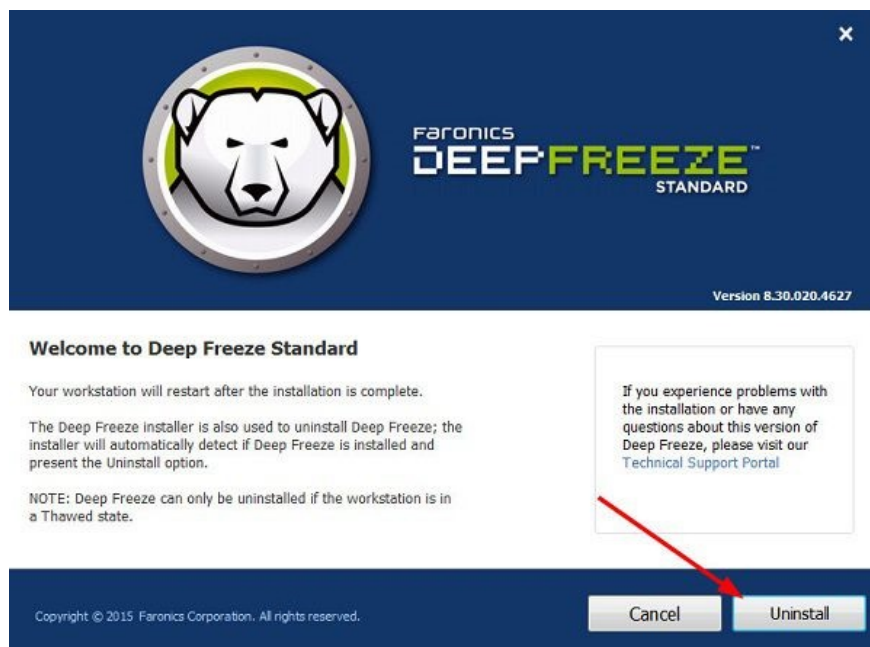 ×
Faronics
DEEPFREEZE™
STANDARD
Version 8.30.020.4627
Welcome to Deep Freeze Standard
Your workstation will restart after the installation is complete.
The Deep Freeze installer is also used to uninstall Deep Freeze; the
installer will automatically detect if Deep Freeze is installed and
present the Uninstall option.
NOTE: Deep Freeze can only be uninstalled if the workstation is in
a Thawed state.
If you experience problems with
the installation or have any
questions about this version of
Deep Freeze, please visit our
Technical Support Portal
Copyright © 2015 Faronics Corporation. All rights reserved.
Cancel
Uninstall